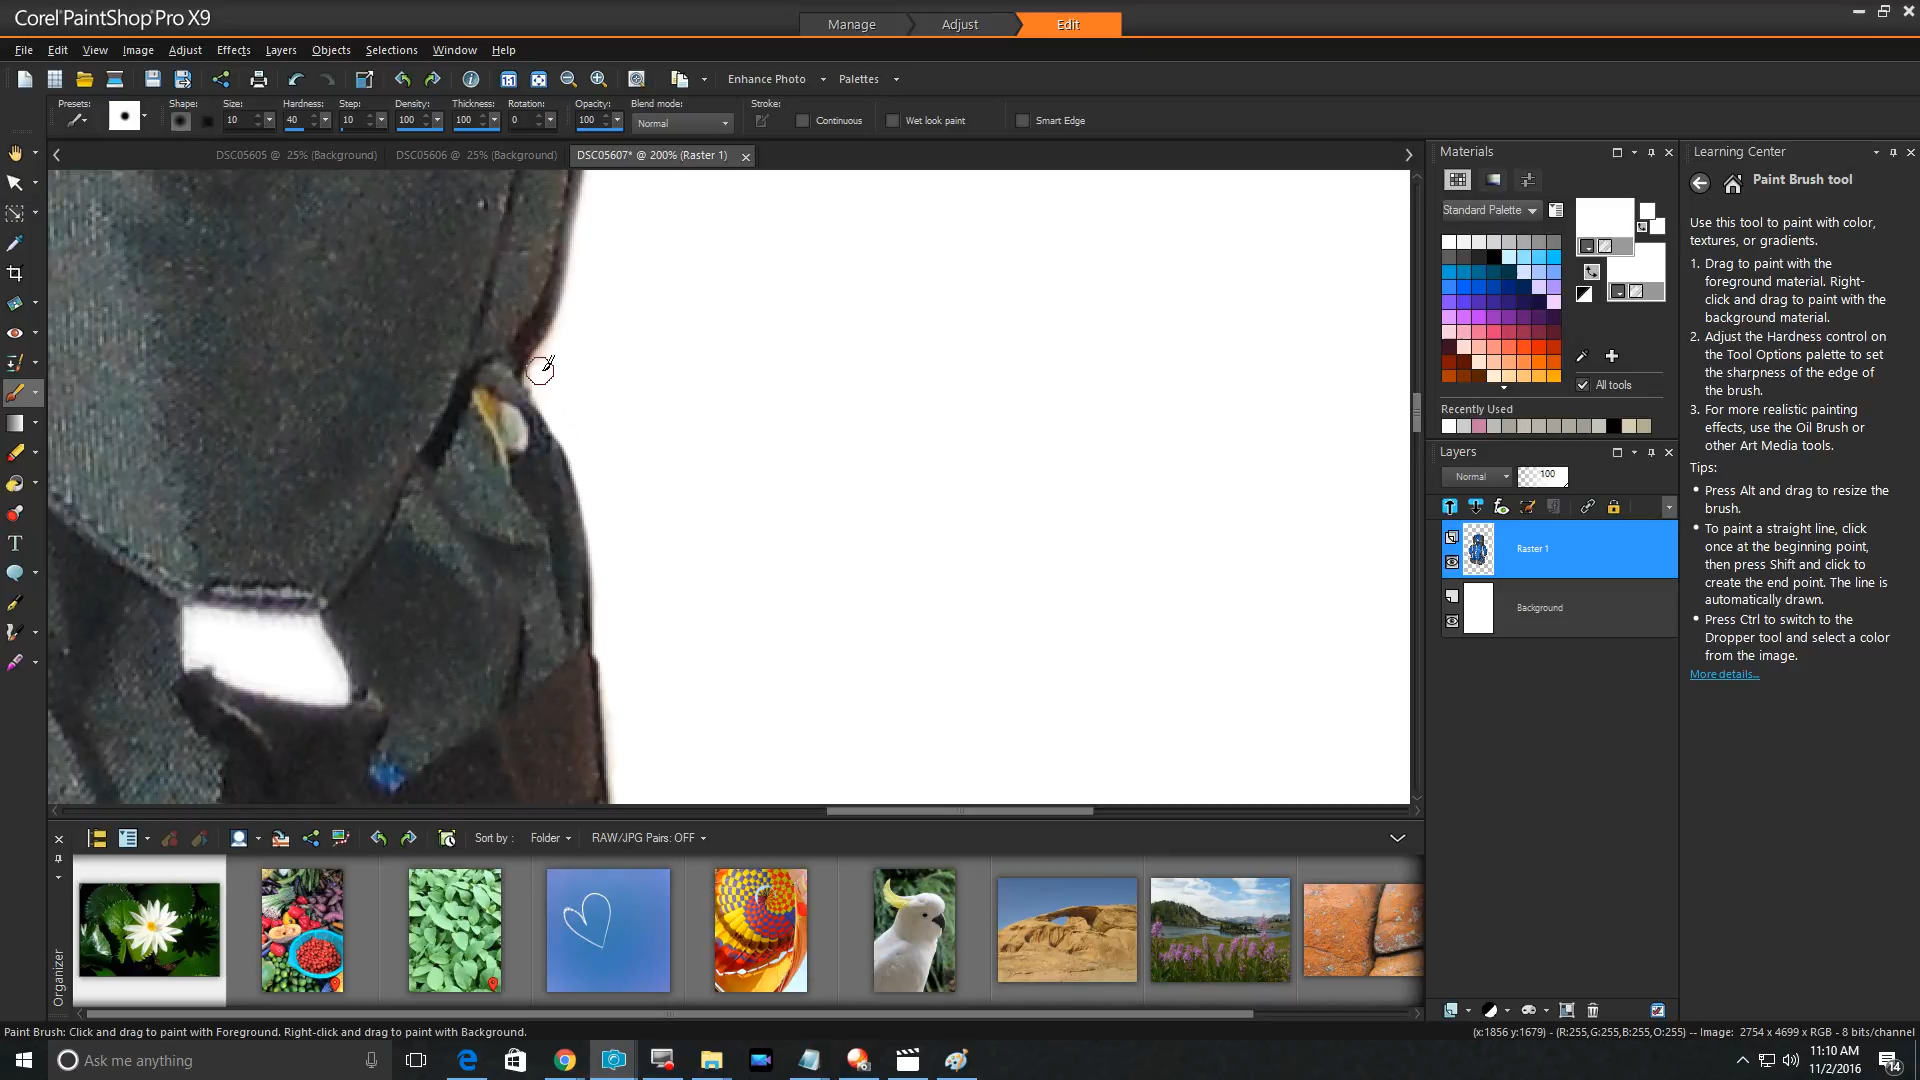 Corel PaintShop Pro X9
Manage
Adjust
Edit
File Edit View Image Adjust Effects Layers Objects Selections Window Help
Enhance Photo
Palettes
Presets: Shape: Size: Hardness: Step: Density: Thickness: Rotation: Opacity: Blend mode: Stroke:
10 40 10 100 100 0 100 Normal Continuous Wet look paint Smart Edge
DSC05605 @ 25% (Background)
DSC05606 @ 25% (Background)
DSC05607* @ 200% (Raster 1)
Materials
Standard Palette
All tools
Recently Used
Layers
Normal
100
Raster 1
Background
Learning Center
Paint Brush tool
Use this tool to paint with color,
textures, or gradients.
1. Drag to paint with the
foreground material. Right-
click and drag to paint with the
background material.
2. Adjust the Hardness control on
the Tool Options palette to set
the sharpness of the edge of
the brush.
3. For more realistic painting
effects, use the Oil Brush or
other Art Media tools.
Tips:
• Press Alt and drag to resize the
brush.
• To paint a straight line, click
once at the beginning point,
then press Shift and click to
create the end point. The line is
automatically drawn.
• Press Ctrl to switch to the
Dropper tool and select a color
from the image.
More details...
Sort by : Folder RAW/JPG Pairs: OFF
Organizer
Paint Brush: Click and drag to paint with Foreground. Right-click and drag to paint with Background.
(x:1856 y:1679) - (R:255,G:255,B:255,O:255) -- Image: 2754 x 4699 x RGB - 8 bits/channel
Ask me anything
11:10 AM
11/2/2016
14